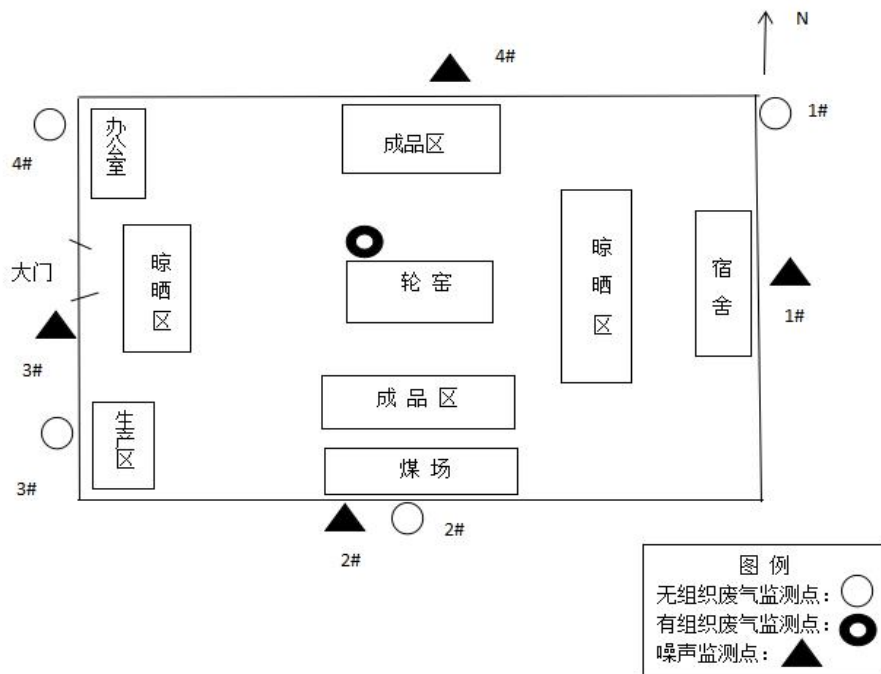 N
4#
1#
4#
办公室
成品区
大门
晾晒区
轮窑
晾晒区
宿舍
1#
3#
成品区
生产区
煤场
3#
2#
2#
图例
无组织废气监测点：
有组织废气监测点：
噪声监测点：